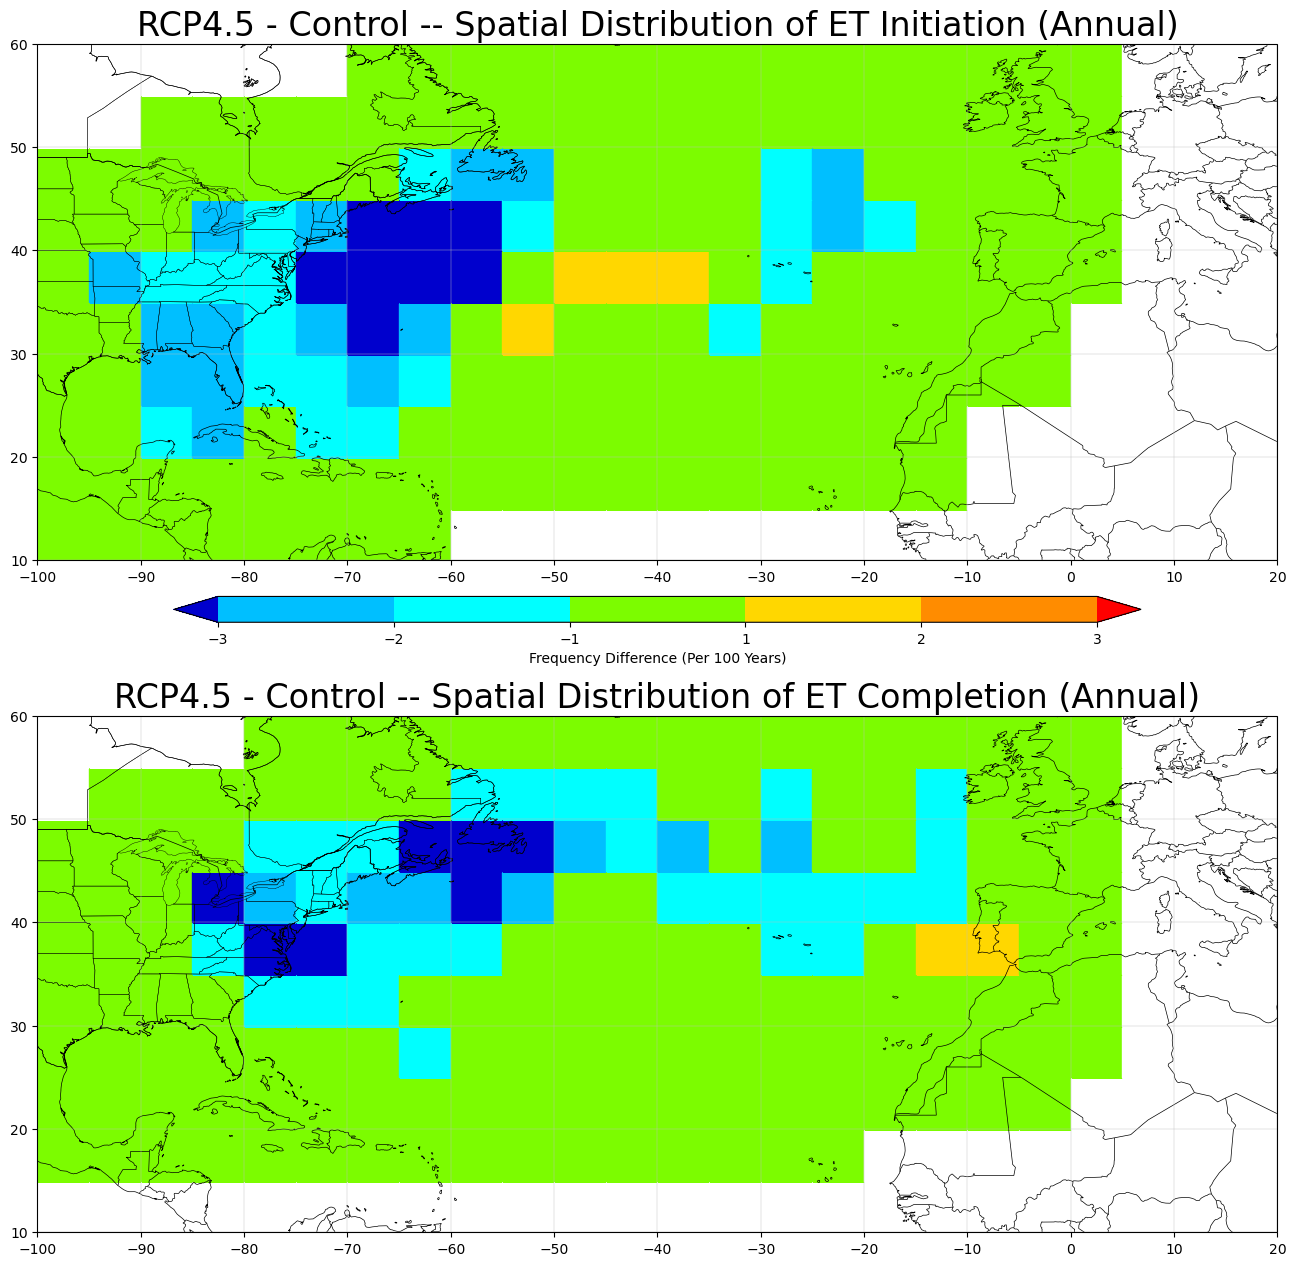 RCP4.5 - Control -- Spatial Distribution of ET Initiation (Annual)
60
50
40
30
20
10
−100 −90 −80 −70 −60 −50 −40 −30 −20 −10 0 10 20
−3 −2 −1 1 2 3
Frequency Difference (Per 100 Years)
RCP4.5 - Control -- Spatial Distribution of ET Completion (Annual)
60
50
40
30
20
10
−100 −90 −80 −70 −60 −50 −40 −30 −20 −10 0 10 20